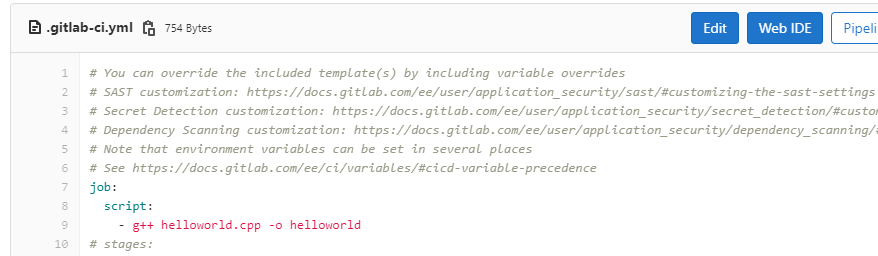 .gitlab-ci.yml 754 Bytes Edit Web IDE Pipeli
1 # You can override the included template(s) by including variable overrides
2 # SAST customization: https://docs.gitlab.com/ee/user/application_security/sast/#customizing-the-sast-settings
3 # Secret Detection customization: https://docs.gitlab.com/ee/user/application_security/secret_detection/#custom
4 # Dependency Scanning customization: https://docs.gitlab.com/ee/user/application_security/dependency_scanning/#
5 # Note that environment variables can be set in several places
6 # See https://docs.gitlab.com/ee/ci/variables/#cicd-variable-precedence
7 job:
8 script:
9 - g++ helloworld.cpp -o helloworld
10 # stages: